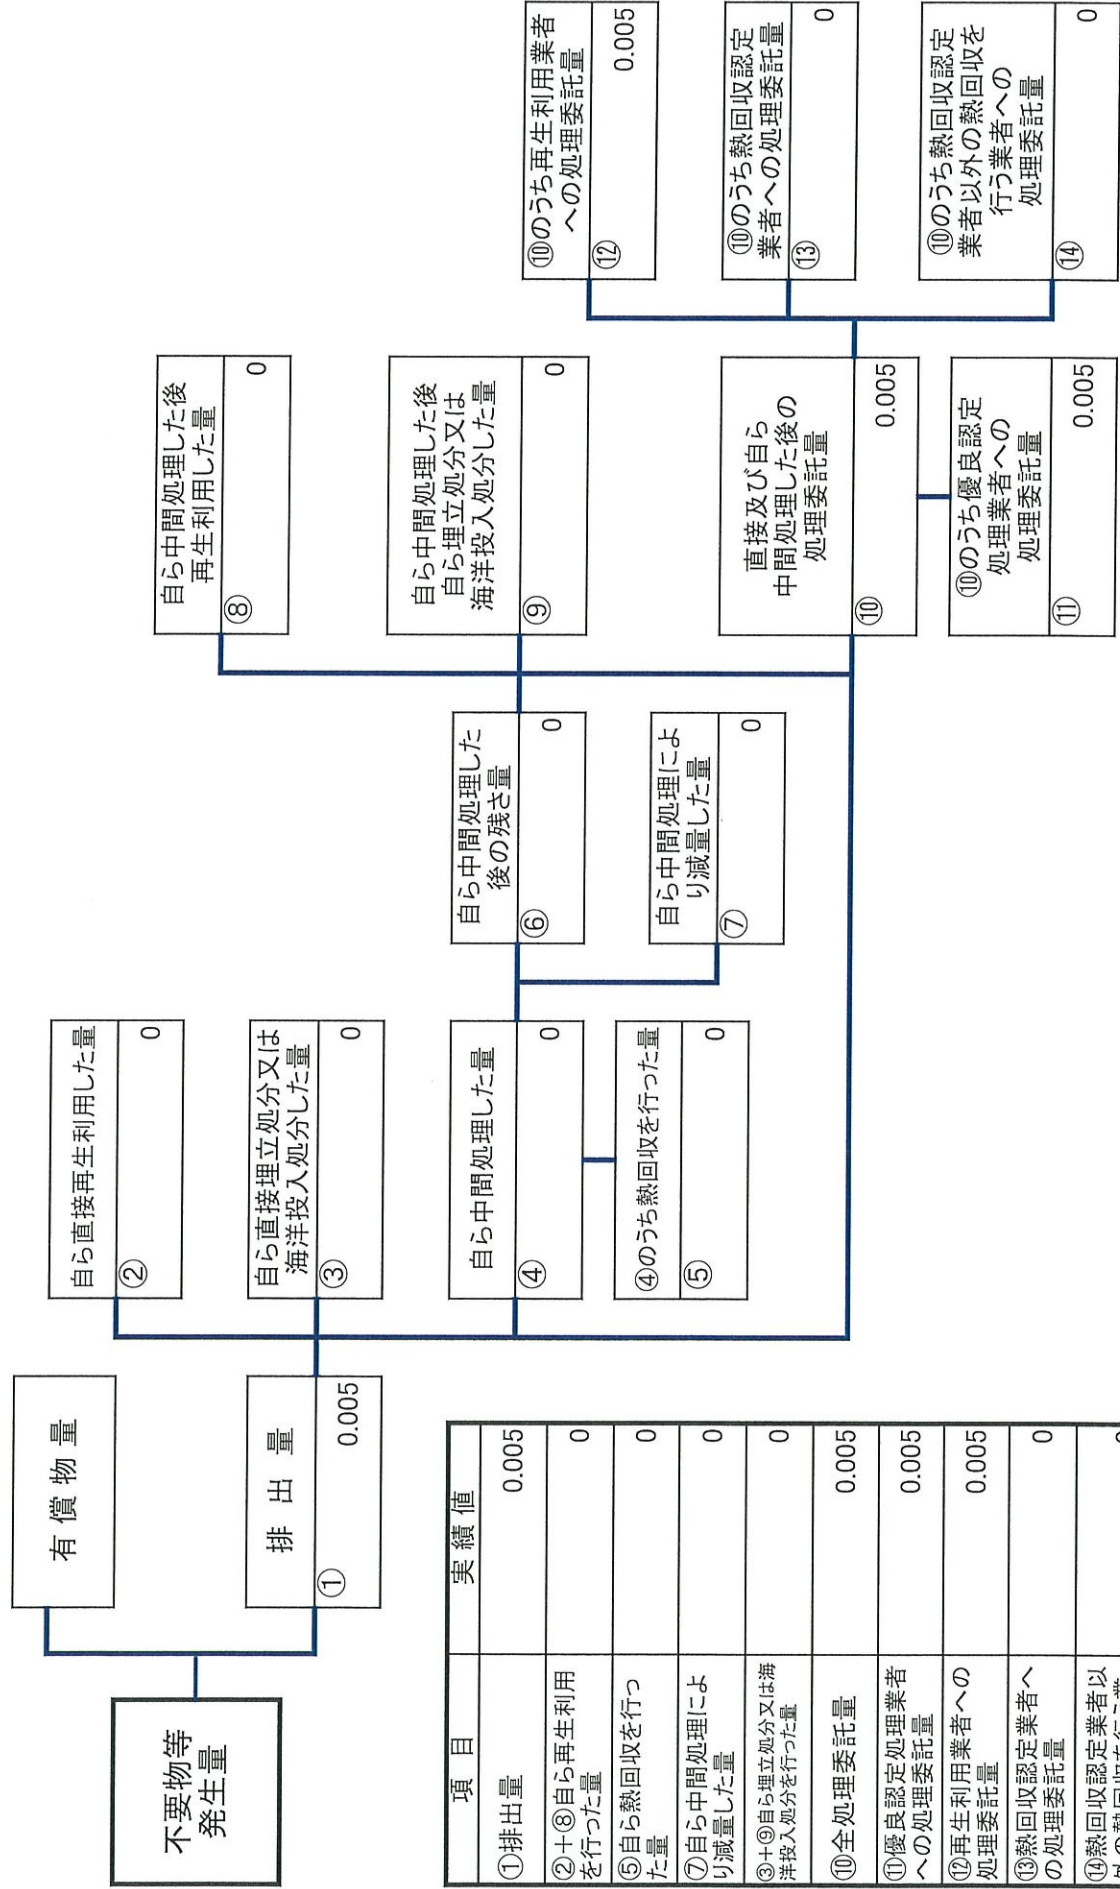 不要物等
発生量
有償物量
排出量
①
0.005
自ら直接再生利用した量
②
0
自ら直接埋立処分又は
海洋投入処分した量
③
0
自ら中間処理した量
④
0
④のうち熱回収を行った量
⑤
0
自ら中間処理した
後の残さ量
⑥
0
自ら中間処理によ
り減量した量
⑦
0
自ら中間処理した後
再生利用した量
⑧
0
自ら中間処理した後
自ら埋立処分又は
海洋投入処分した量
⑨
0
直接及び自ら
中間処理した後の
処理委託量
⑩
0.005
⑩のうち優良認定
処理業者への
処理委託量
⑪
0.005
⑩のうち再生利用業者
への処理委託量
⑫
0.005
⑩のうち熱回収認定
業者への処理委託量
⑬
0
⑩のうち熱回収認定
業者以外の熱回収を
行う業者への
処理委託量
⑭
0
項目 実績値
①排出量 0.005
②+⑧自ら再生利用
を行った量
0
⑤自ら熱回収を行っ
た量
0
⑦自ら中間処理によ
り減量した量
0
③+⑨自ら埋立処分又は海
洋投入処分を行った量
0
⑩全処理委託量 0.005
⑪優良認定処理業者
への処理委託量
0.005
⑫再生利用業者への
処理委託量
0.005
⑬熱回収認定業者へ
の処理委託量
0
⑭熱回収認定業者以